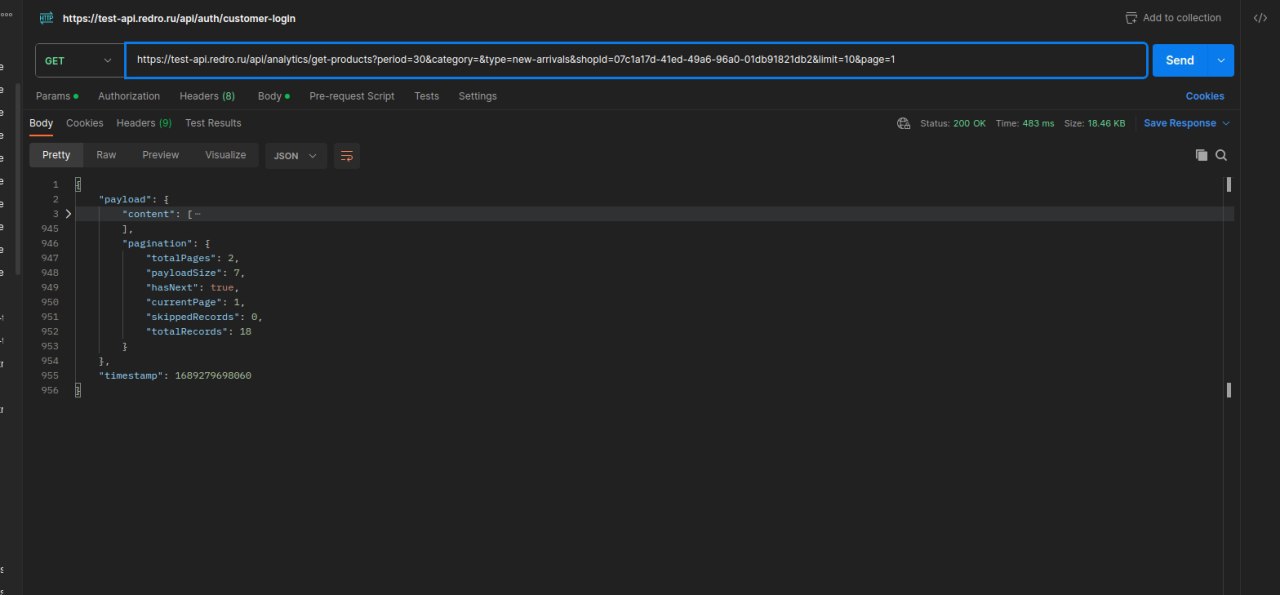 https://test-api.redro.ru/api/auth/customer-login
Add to collection
GET
https://test-api.redro.ru/api/analytics/get-products?period=30&category=&type=new-arrivals&shopId=07c1a17d-41ed-49a6-96a0-01db91821db2&limit=10&page=1
Send
Params
Authorization
Headers (8)
Body
Pre-request Script
Tests
Settings
Cookies
Body
Cookies
Headers (9)
Test Results
Status: 200 OK
Time: 483 ms
Size: 18.46 KB
Save Response
Pretty
Raw
Preview
Visualize
JSON
1 {
2 "payload": {
3 "content": [
945 ],
946 "pagination": {
947 "totalPages": 2,
948 "payloadSize": 7,
949 "hasNext": true,
950 "currentPage": 1,
951 "skippedRecords": 0,
952 "totalRecords": 18
953 }
954 },
955 "timestamp": 1689279698060
956 }